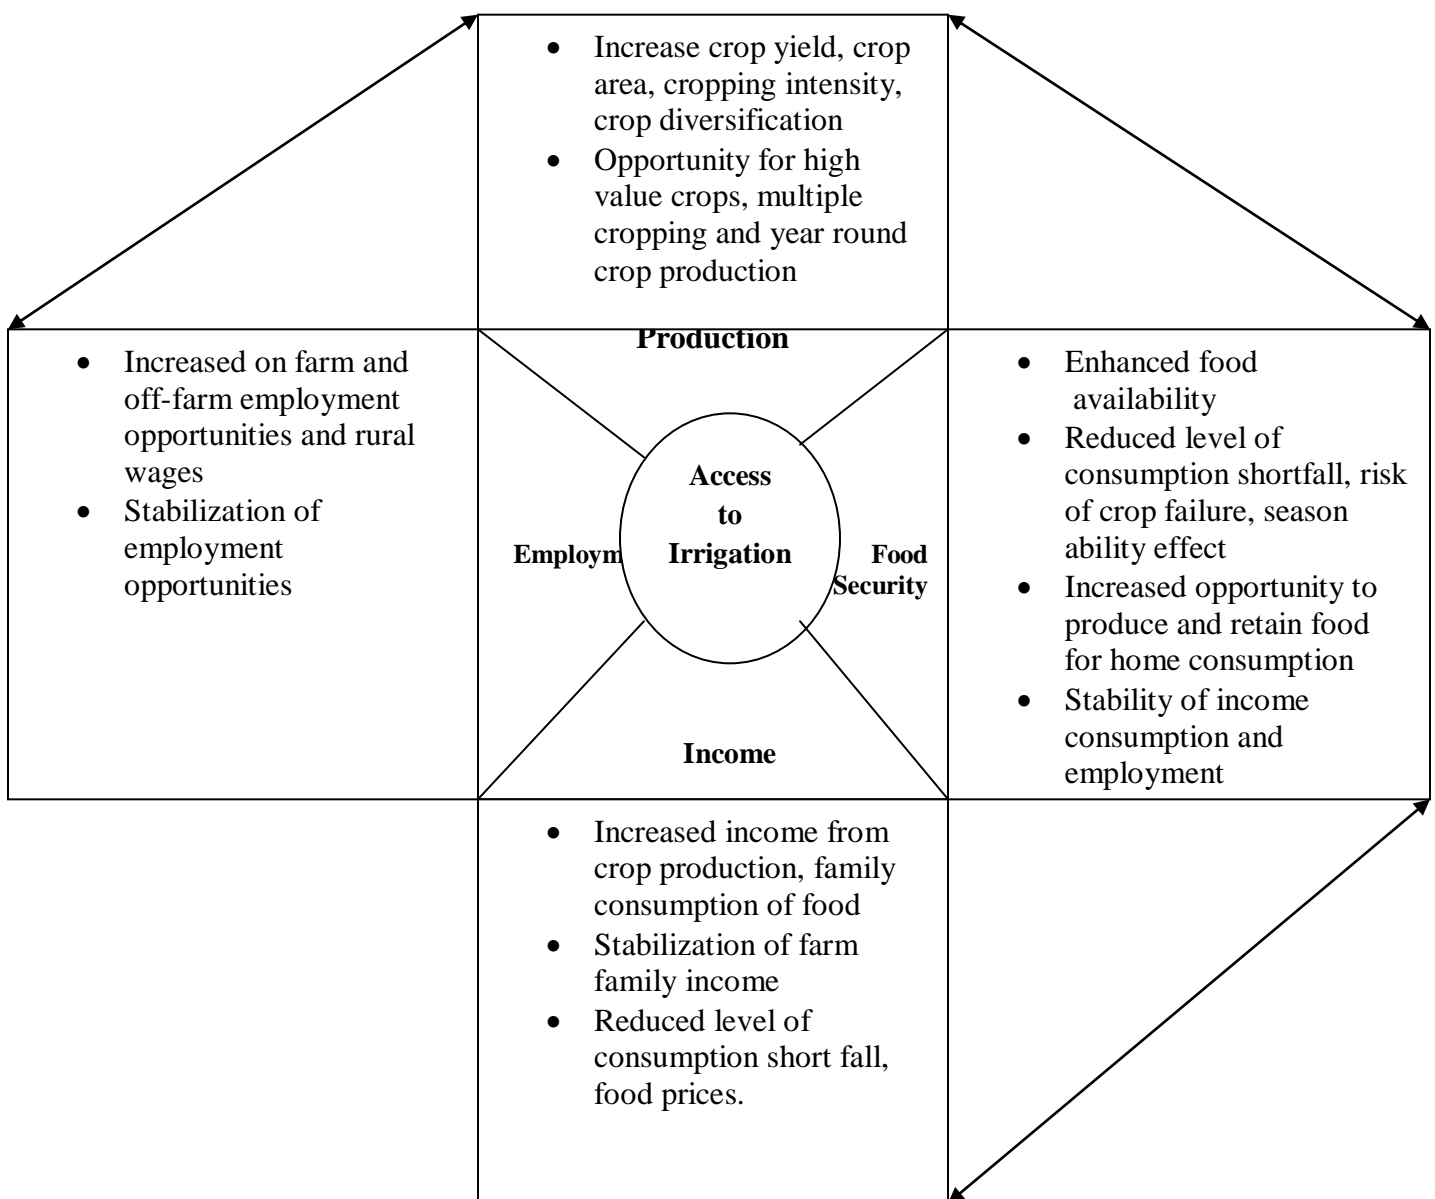 • Increase crop yield, crop
area, cropping intensity,
crop diversification
• Opportunity for high
value crops, multiple
cropping and year round
crop production
• Increased on farm and
off-farm employment
opportunities and rural
wages
• Stabilization of
employment
opportunities
Production
Access
to
Irrigation
Employm
Food
Security
Income
• Enhanced food
availability
• Reduced level of
consumption shortfall, risk
of crop failure, season
ability effect
• Increased opportunity to
produce and retain food
for home consumption
• Stability of income
consumption and
employment
• Increased income from
crop production, family
consumption of food
• Stabilization of farm
family income
• Reduced level of
consumption short fall,
food prices.